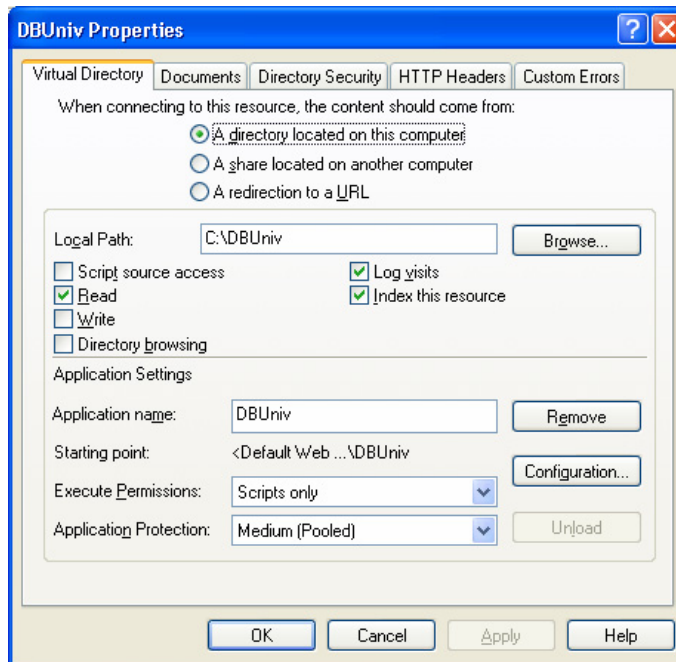 DBUniv Properties
Virtual Directory Documents Directory Security HTTP Headers Custom Errors
When connecting to this resource, the content should come from:
A directory located on this computer
A share located on another computer
A redirection to a URL
Local Path: C:\DBUniv Browse...
Script source access Log visits
Read Index this resource
Write
Directory browsing
Application Settings
Application name: DBUniv Remove
Starting point: <Default Web ...\DBUniv
Configuration...
Execute Permissions: Scripts only
Application Protection: Medium (Pooled) Unload
OK Cancel Apply Help